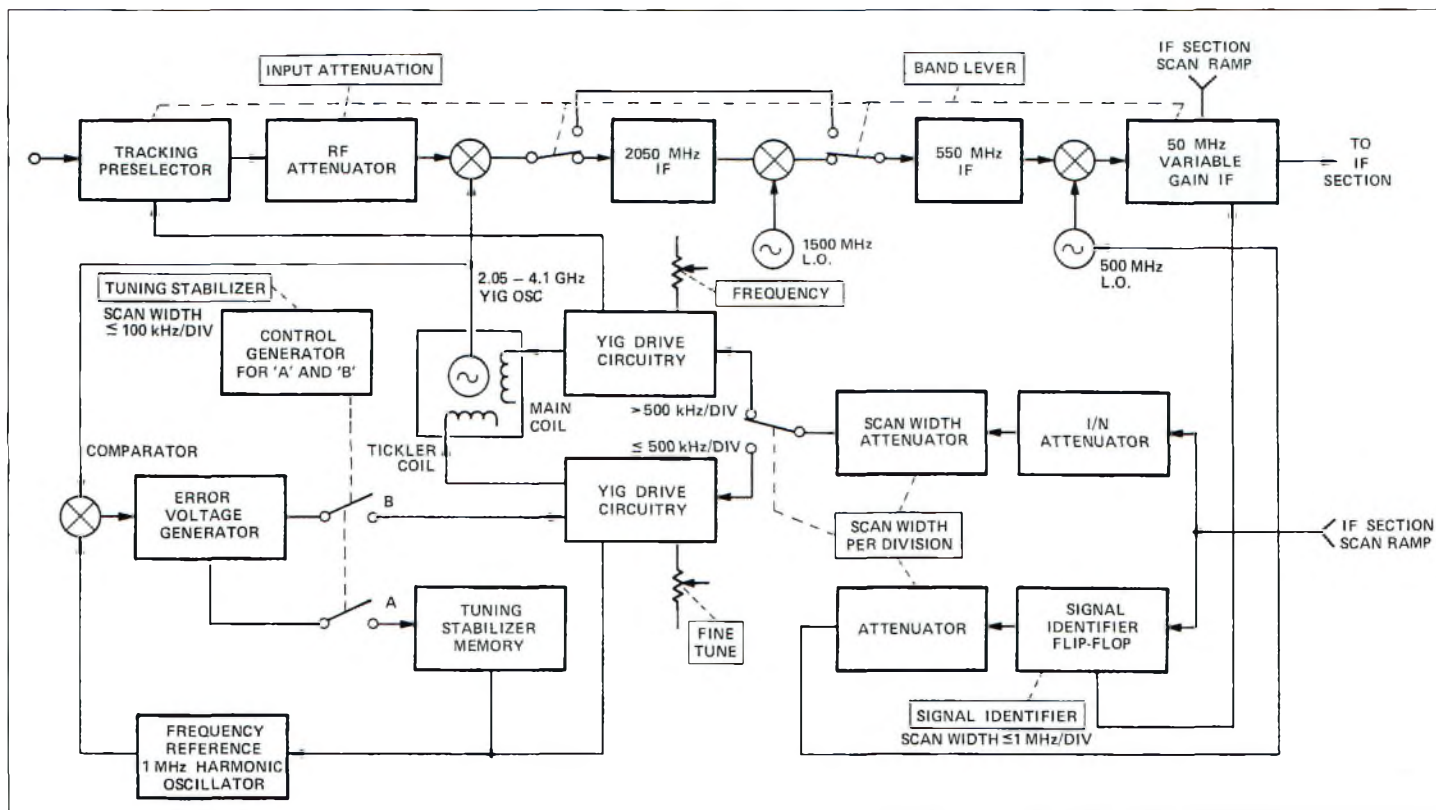 IF SECTION
SCAN RAMP
INPUT ATTENUATION
BAND LEVER
TRACKING
PRESELECTOR
RF
ATTENUATOR
2050 MHz
IF
550 MHz
IF
50 MHz
VARIABLE
GAIN IF
TO
IF
SECTION
1500 MHz
L.O.
500 MHz
L.O.
2.05 – 4.1 GHz
YIG OSC
FREQUENCY
TUNING STABILIZER
SCAN WIDTH
≤ 100 kHz/DIV
CONTROL
GENERATOR
FOR 'A' AND 'B'
YIG DRIVE
CIRCUITRY
MAIN
COIL
> 500 kHz/DIV
≤ 500 kHz/DIV
SCAN WIDTH
ATTENUATOR
I/N
ATTENUATOR
TICKLER
COIL
COMPARATOR
ERROR
VOLTAGE
GENERATOR
B
YIG DRIVE
CIRCUITRY
SCAN WIDTH
PER DIVISION
IF SECTION
SCAN RAMP
A
TUNING
STABILIZER
MEMORY
FINE
TUNE
ATTENUATOR
SIGNAL
IDENTIFIER
FLIP-FLOP
SIGNAL IDENTIFIER
SCAN WIDTH ≤1 MHz/DIV
FREQUENCY
REFERENCE
1 MHz HARMONIC
OSCILLATOR